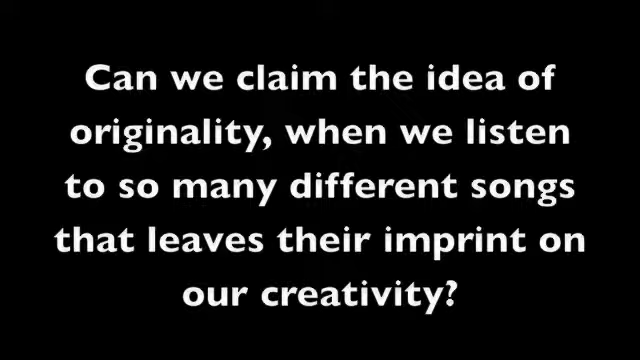 Can we claim the idea of
originality, when we listen
to so many different songs
that leaves their imprint on
our creativity?